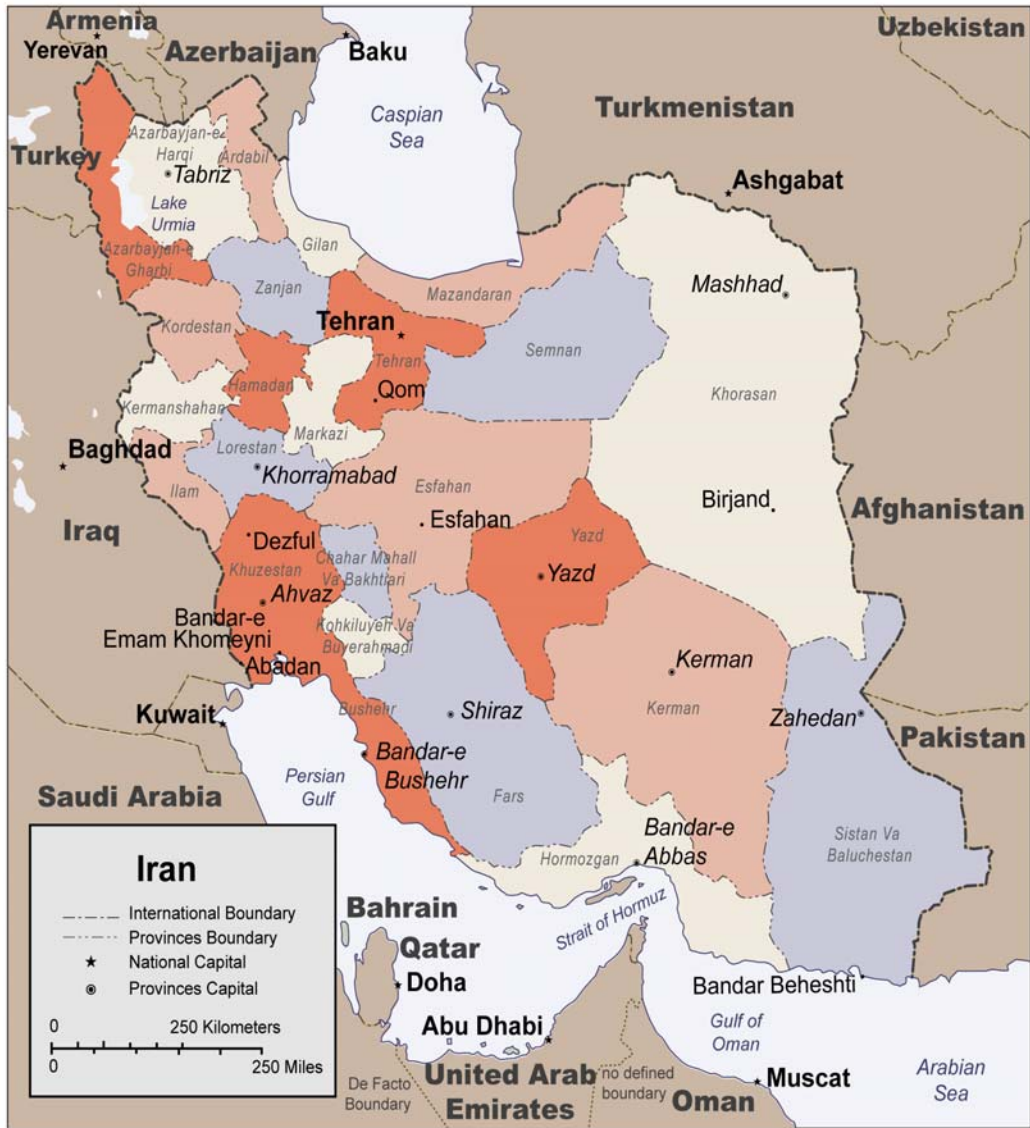 Armenia
Yerevan
Azerbaijan
Baku
Uzbekistan
Caspian
Sea
Turkmenistan
Turkey
Azarbayjan-e
Harqi
Ardabil
Tabriz
Ashgabat
Lake
Urmia
Gilan
Azarbayjan-e
Gharbi
Zanjan
Mazandaran
Mashhad
Kordestan
Tehran
Semnan
Tehran
Hamadan
Qom
Khorasan
Kermanshahan
Markazi
Baghdad
Lorestan
Khorramabad
Ilam
Esfahan
Birjand
Afghanistan
Iraq
Esfahan
Dezful
Yazd
Chahar Mahall
Va Bakhtiari
Khuzestan
Yazd
Ahvaz
Bandar-e
Emam Khomeyni
Kohkiluyeh Va
Buyerahmadi
Abadan
Kerman
Kuwait
Bushehr
Shiraz
Kerman
Zahedan
Pakistan
Bandar-e
Bushehr
Persian
Gulf
Saudi Arabia
Fars
Bandar-e
Abbas
Sistan Va
Baluchestan
Hormozgan
Iran
International Boundary
Provinces Boundary
National Capital
Provinces Capital
0 250 Kilometers
0 250 Miles
Bahrain
Qatar
Strait of Hormuz
Doha
Bandar Beheshti
Abu Dhabi
Gulf of
Oman
United Arab
Emirates
De Facto
Boundary
no defined
boundary
Oman
Muscat
Arabian
Sea